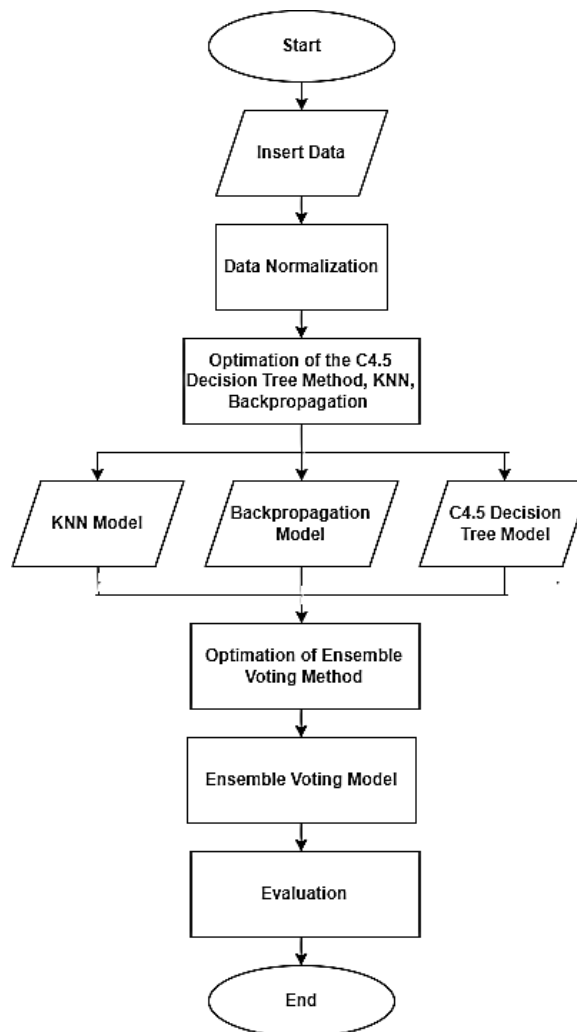 Start
Insert Data
Data Normalization
Optimation of the C4.5
Decision Tree Method, KNN,
Backpropagation
KNN Model
Backpropagation
Model
C4.5 Decision
Tree Model
Optimation of Ensemble
Voting Method
Ensemble Voting Model
Evaluation
End